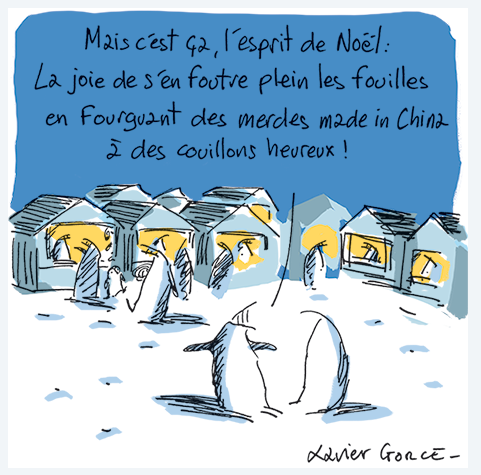 Mais c'est ça, l'esprit de Noël :
La joie de s'en foutre plein les fouilles
en fourguant des merdes made in China
à des couillons heureux !
Xavier GORCE